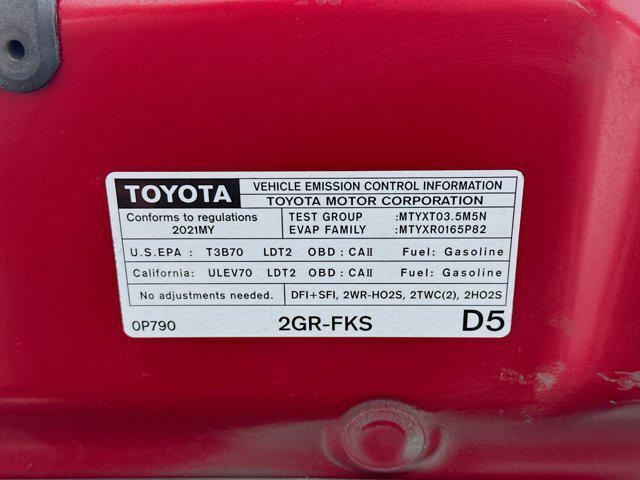 TOYOTA
VEHICLE EMISSION CONTROL INFORMATION
TOYOTA MOTOR CORPORATION
Conforms to regulations
2021MY
TEST GROUP :MTYXT03.5M5N
EVAP FAMILY :MTYXR0165P82
U.S.EPA : T3B70 LDT2 OBD : CAII Fuel: Gasoline
California: ULEV70 LDT2 OBD : CAII Fuel: Gasoline
No adjustments needed. DFI+SFI, 2WR-HO2S, 2TWC(2), 2HO2S
0P790 2GR-FKS D5